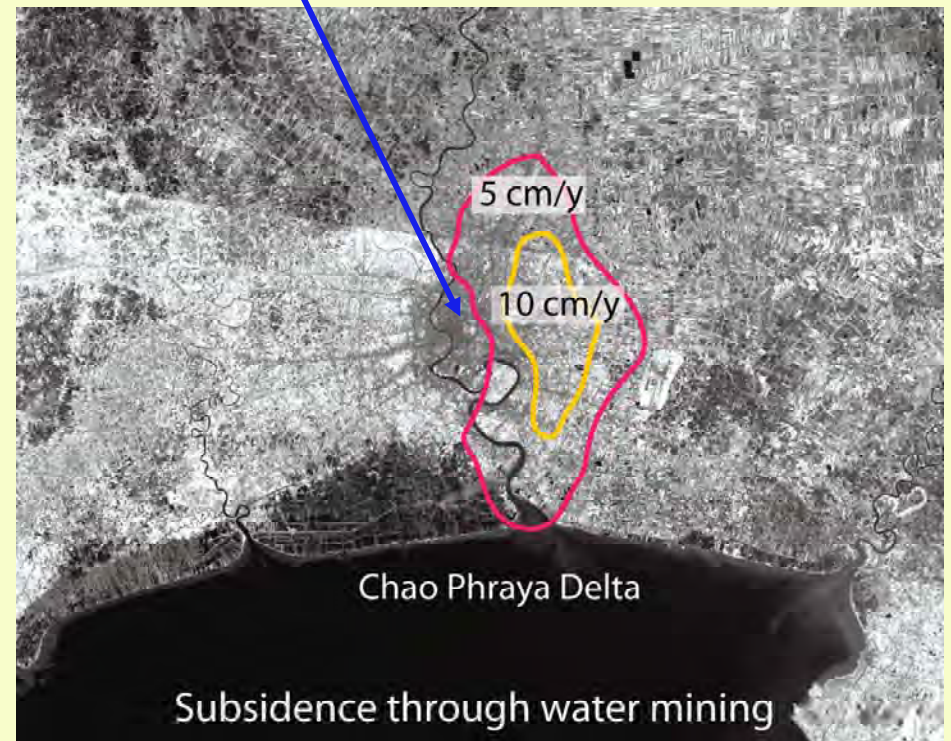 5 cm/y
10 cm/y
Chao Phraya Delta
Subsidence through water mining